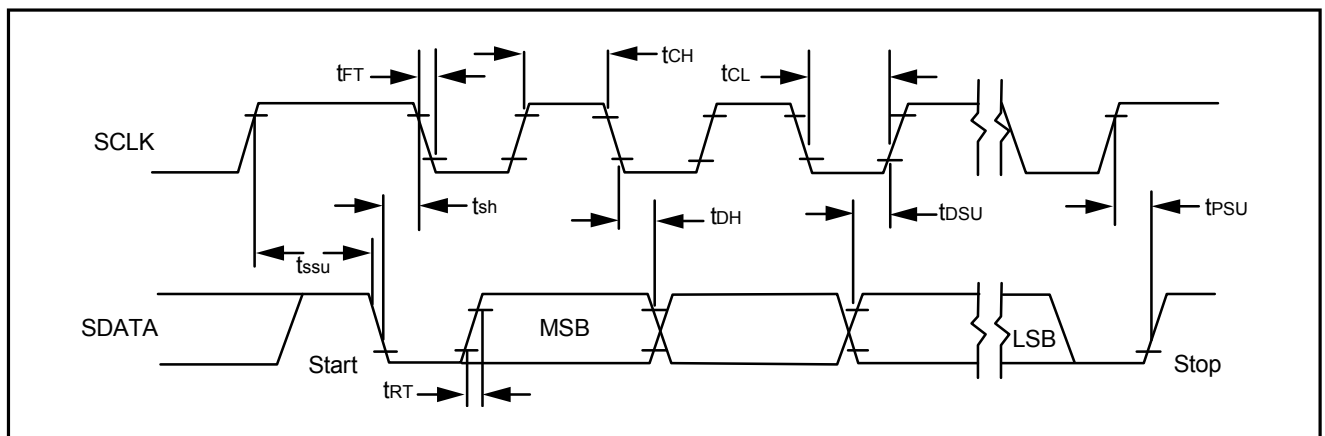 tFT
tCH
tCL
SCLK
tsh
tDH
tDSU
tPSU
tssu
SDATA
MSB
LSB
Start
Stop
tRT